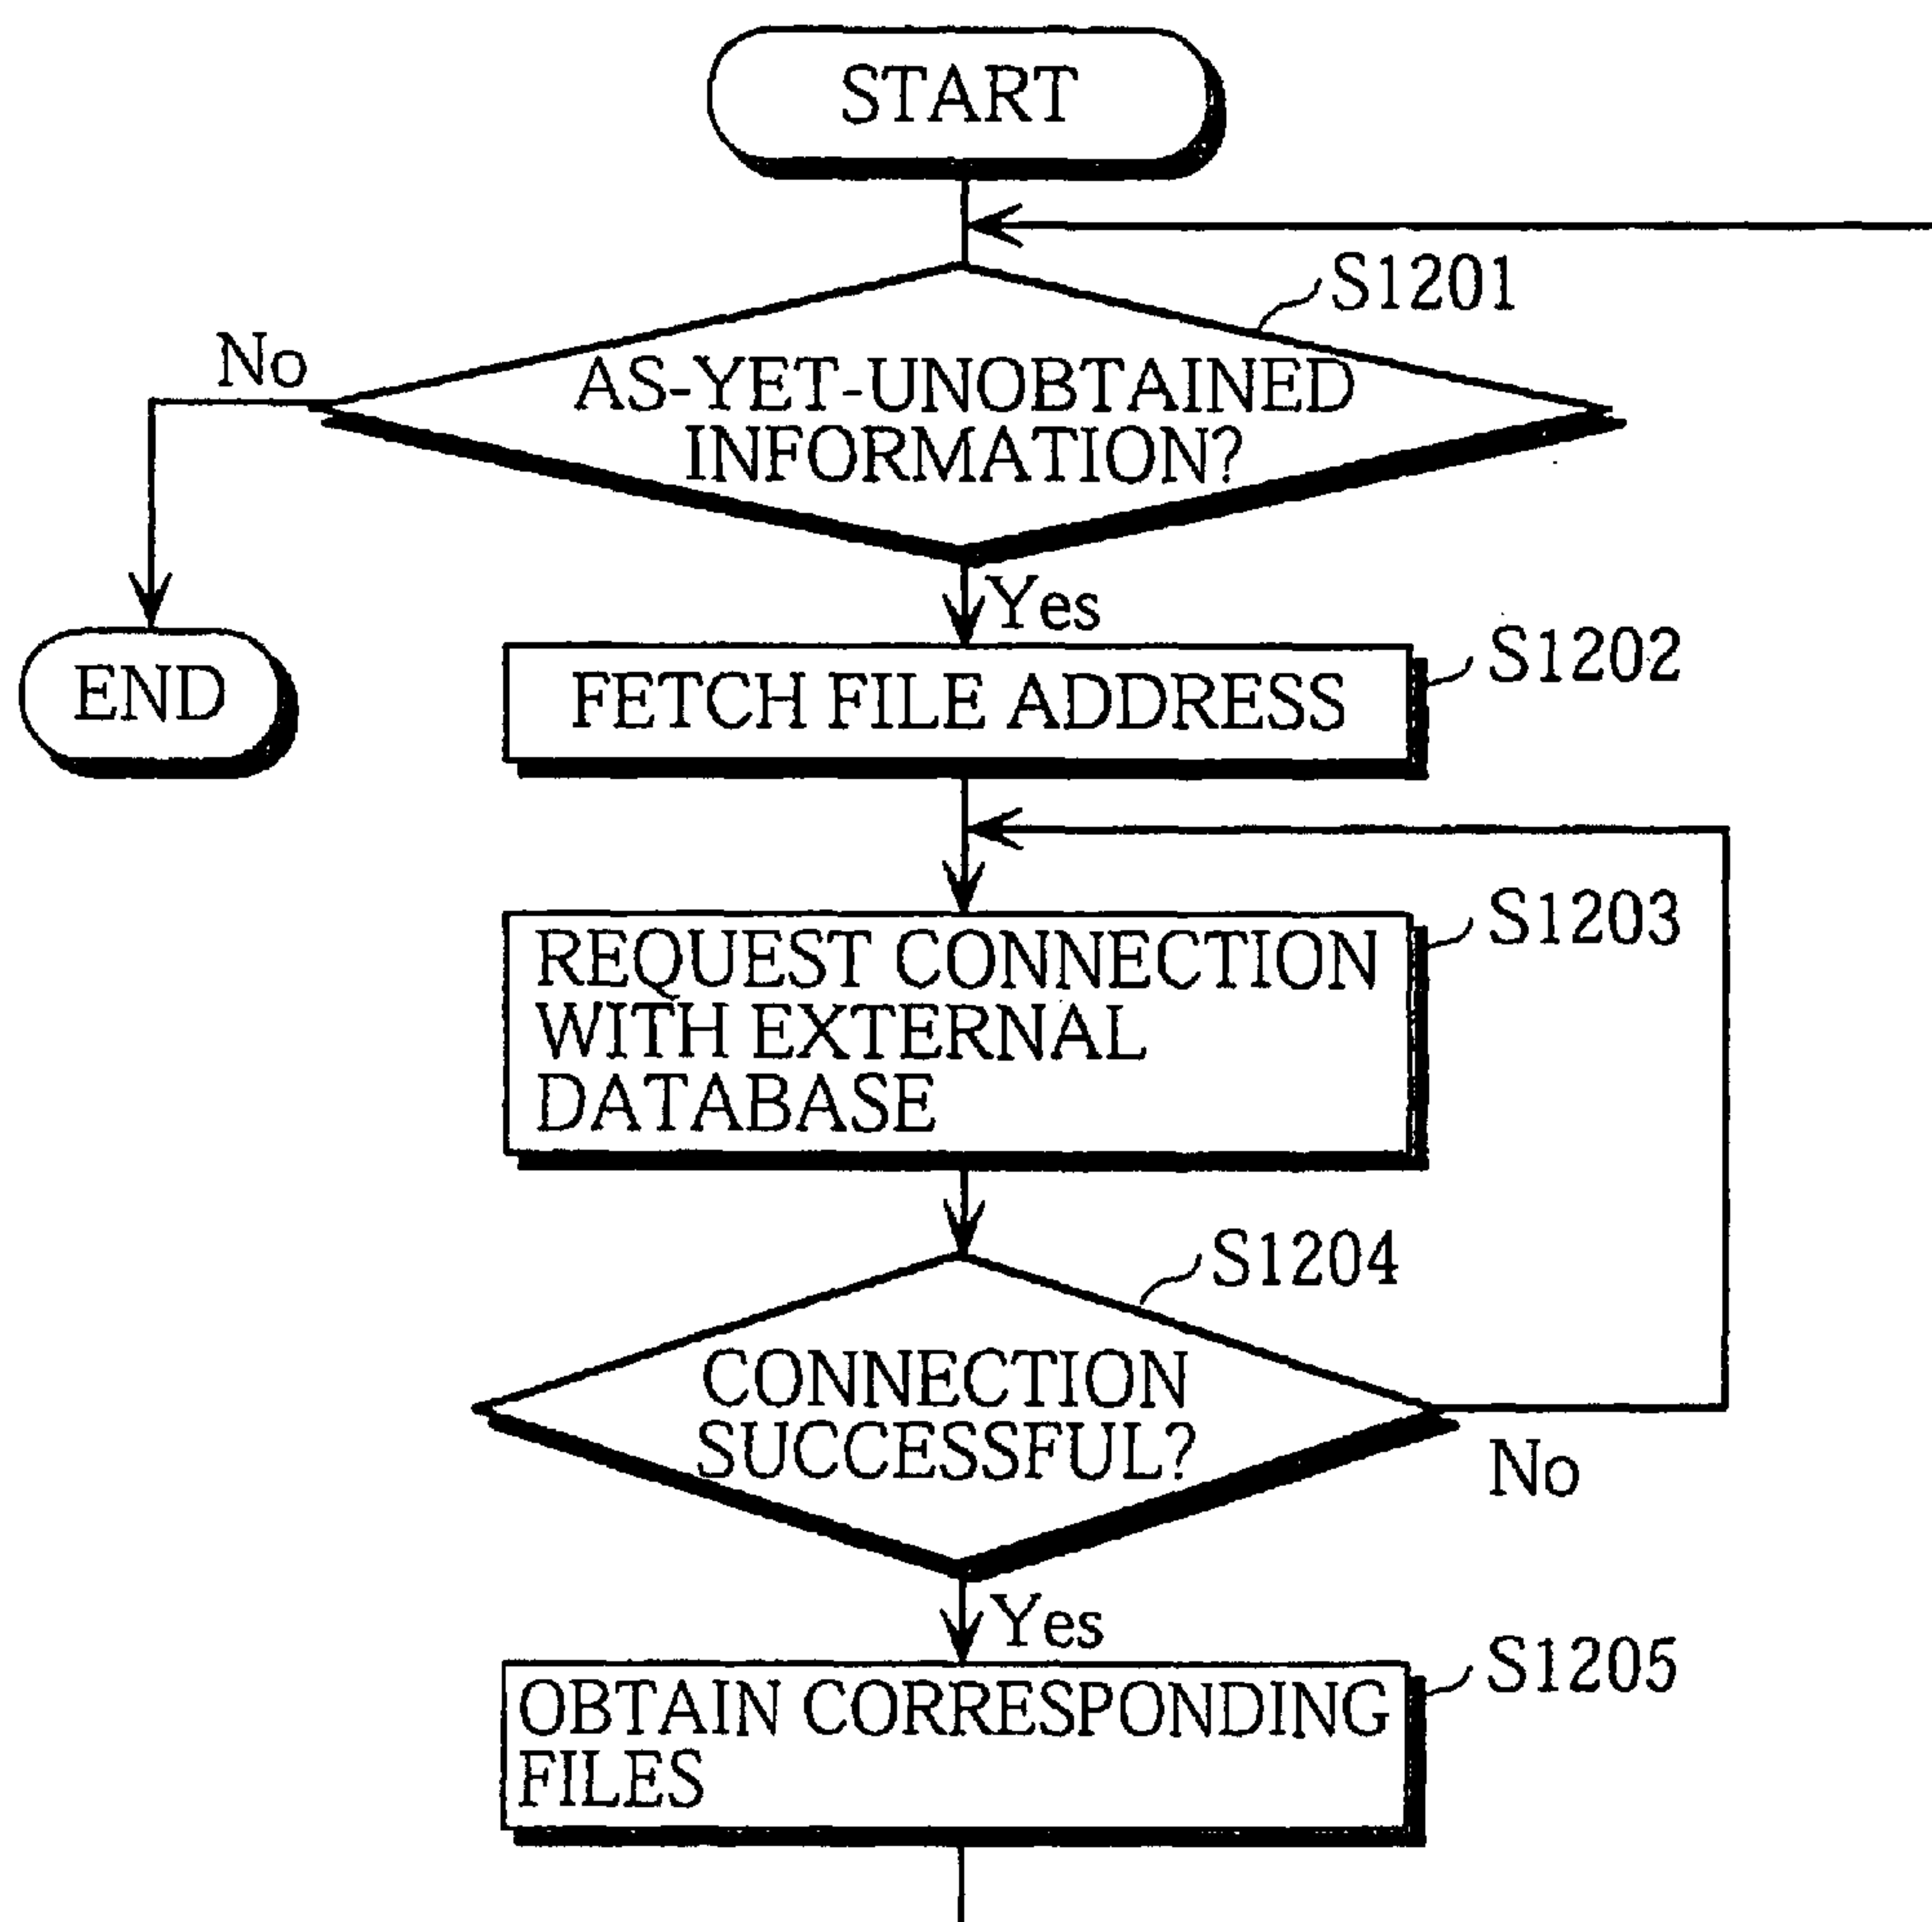 START
S1201
No
AS-YET-UNOBTAINED
INFORMATION?
Yes
END
FETCH FILE ADDRESS
S1202
REQUEST CONNECTION
WITH EXTERNAL
DATABASE
S1203
S1204
CONNECTION
SUCCESSFUL?
No
Yes
OBTAIN CORRESPONDING
FILES
S1205